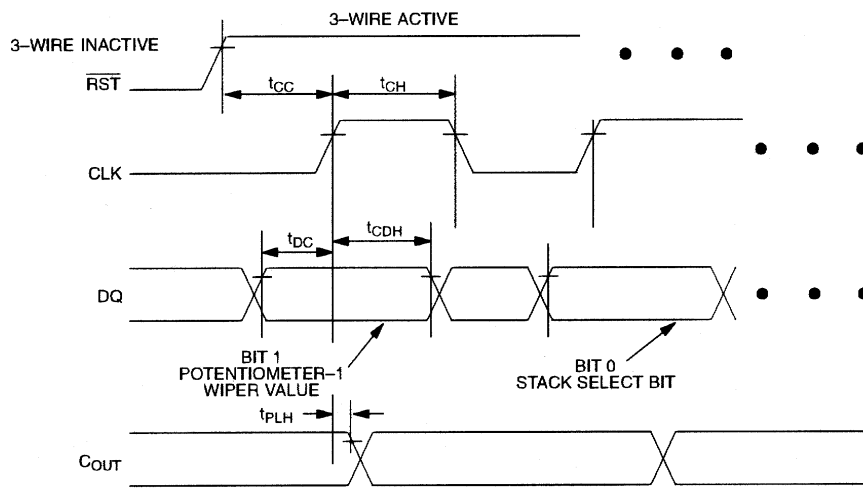 3–WIRE ACTIVE
3–WIRE INACTIVE
RST
tCC
tCH
CLK
tDC
tCDH
DQ
BIT 1
POTENTIOMETER–1
WIPER VALUE
BIT 0
STACK SELECT BIT
tPLH
COUT